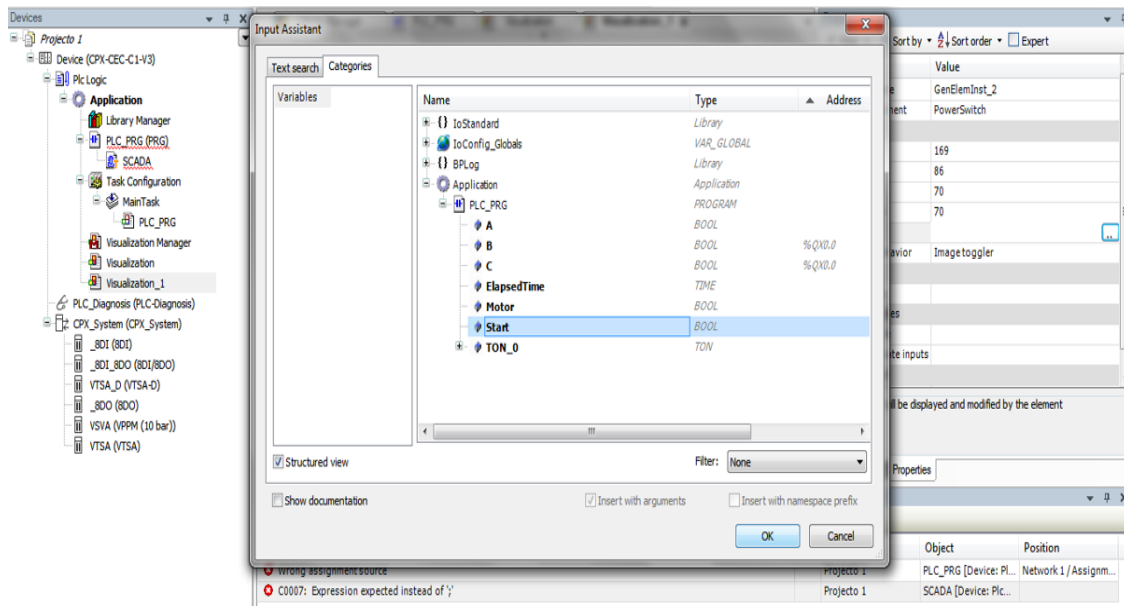 Devices
Projecto 1
Device (CPX-CEC-C1-V3)
Plc Logic
Application
Library Manager
PLC_PRG (PRG)
SCADA
Task Configuration
MainTask
PLC_PRG
Visualization Manager
Visualization
Visualization_1
PLC_Diagnosis (PLC-Diagnosis)
CPX_System (CPX_System)
_8DI (8DI)
_8DI_8DO (8DI/8DO)
VTSA_D (VTSA-D)
_8DO (8DO)
VSVA (VPPM (10 bar))
VTSA (VTSA)
Input Assistant
Text search Categories
Variables
Name Type Address
IoStandard Library
IoConfig_Globals VAR_GLOBAL
BPLog Library
Application Application
PLC_PRG PROGRAM
A BOOL
B BOOL %QX0.0
C BOOL %QX0.0
ElapsedTime TIME
Motor BOOL
Start BOOL
TON_0 TON
Structured view Filter: None
Show documentation Insert with arguments Insert with namespace prefix
OK Cancel
Sort by Sort order Expert
Value
GenElemInst_2
PowerSwitch
169
86
70
70
..
avior Image toggler
es
te inputs
ll be displayed and modified by the element
Properties
Object Position
Wrong assignment source Projecto 1 PLC_PRG [Device: Pl... Network 1 / Assignm...
C0007: Expression expected instead of ';' Projecto 1 SCADA [Device: Plc...